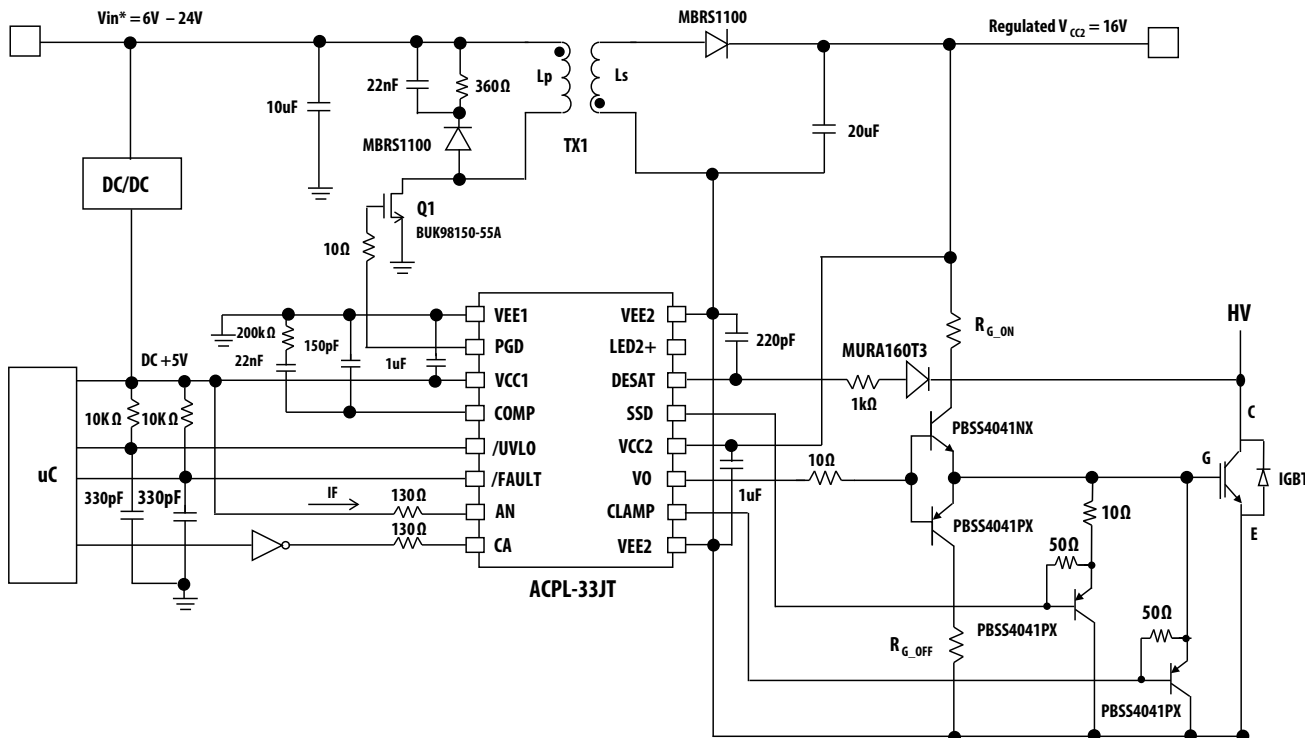 Vin* = 6V – 24V
MBRS1100
Regulated V CC2 = 16V
22nF
360Ω
Lp
Ls
10uF
MBRS1100
TX1
20uF
DC/DC
Q1
BUK98150-55A
10Ω
VEE1
VEE2
200kΩ
150pF
220pF
R G_ON
HV
PGD
LED2+
MURA160T3
22nF
1uF
DC +5V
VCC1
DESAT
1kΩ
10KΩ
10KΩ
COMP
SSD
C
PBSS4041NX
/UVLO
VCC2
10Ω
G
uC
/FAULT
VO
1uF
IGBT
330pF
330pF
IF
130Ω
AN
CLAMP
10Ω
PBSS4041PX
130Ω
CA
VEE2
50Ω
E
ACPL-33JT
50Ω
PBSS4041PX
R G_OFF
PBSS4041PX